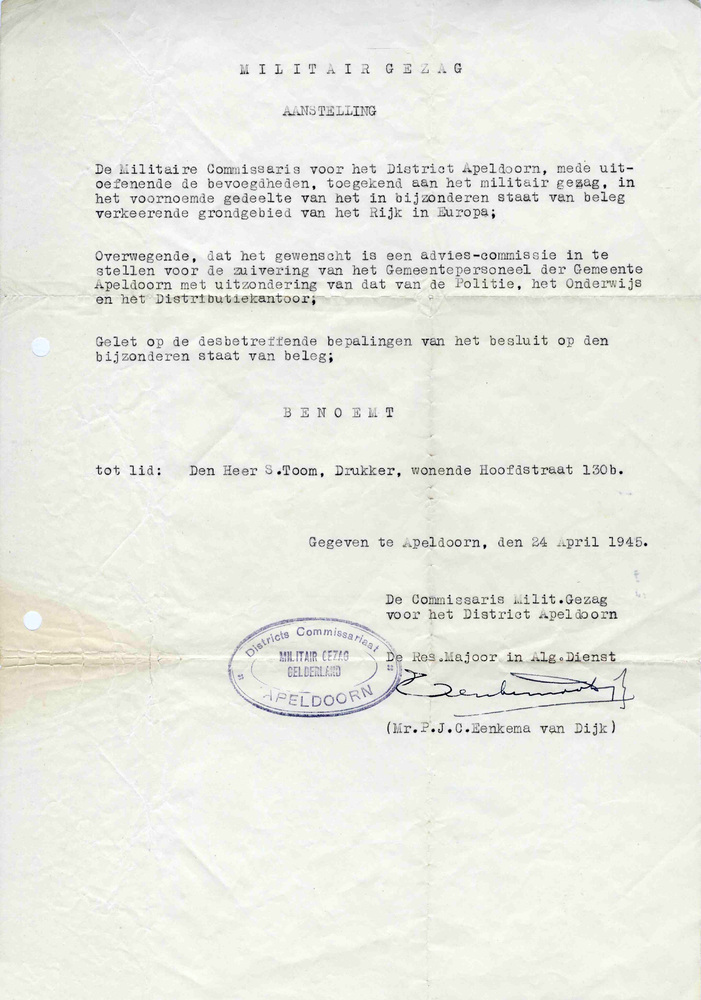 MILITAIR GEZAG
AANSTELLING
De Militaire Commissaris voor het District Apeldoorn, mede uit-
oefenende de bevoegdheden, toegekend aan het militair gezag, in
het voornoemde gedeelte van het in bijzonderen staat van beleg
verkeerende grondgebied van het Rijk in Europa;
Overwegende, dat het gewenscht is een advies-commissie in te
stellen voor de zuivering van het Gemeentepersoneel der Gemeente
Apeldoorn met uitzondering van dat van de Politie, het Onderwijs
en het Distributiekantoor;
Gelet op de desbetreffende bepalingen van het besluit op den
bijzonderen staat van beleg;
BENOEMT
tot lid: Den Heer S.Toom, Drukker, wonende Hoofdstraat 130b.
Gegeven te Apeldoorn, den 24 April 1945.
De Commissaris Milit.Gezag
voor het District Apeldoorn
De Res.Majoor in Alg.Dienst
(Mr.P.J.C.Eenkema van Dijk)
Districts Commissariaat
MILITAIR GEZAG
GELDERLAND
APELDOORN